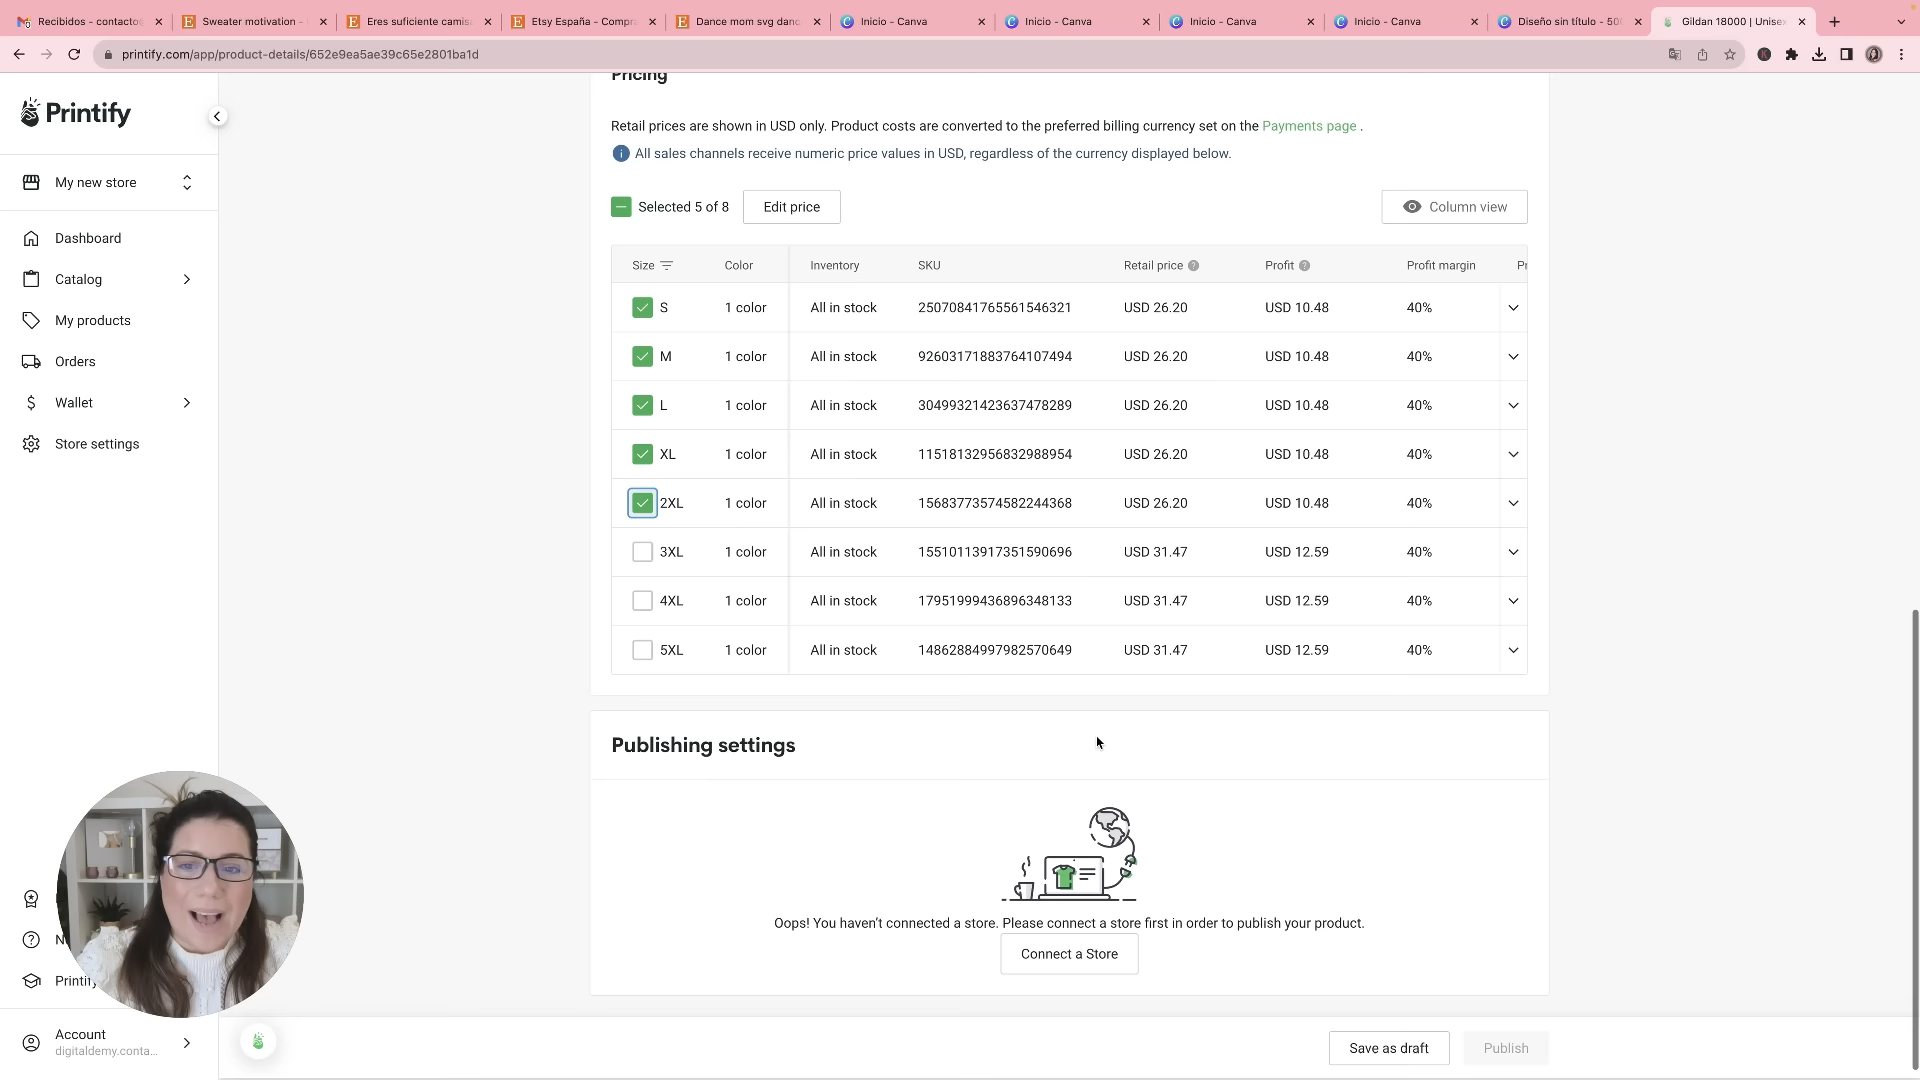 Recibidos - contacto
Sweater motivation -
Eres suficiente camis
Etsy España - Compr
Dance mom svg danc
Inicio - Canva
Inicio - Canva
Inicio - Canva
Inicio - Canva
Diseño sin título - 50
Gildan 18000 | Unisex
printify.com/app/product-details/652e9ea5ae39c65e2801ba1d
Printify
My new store
Dashboard
Catalog
My products
Orders
Wallet
Store settings
Printify
Account
digitaldemy.conta...
Pricing
Retail prices are shown in USD only. Product costs are converted to the preferred billing currency set on the Payments page .
All sales channels receive numeric price values in USD, regardless of the currency displayed below.
Selected 5 of 8
Edit price
Column view
Size Color Inventory SKU Retail price Profit Profit margin Pr
S 1 color All in stock 25070841765561546321 USD 26.20 USD 10.48 40%
M 1 color All in stock 92603171883764107494 USD 26.20 USD 10.48 40%
L 1 color All in stock 30499321423637478289 USD 26.20 USD 10.48 40%
XL 1 color All in stock 11518132956832988954 USD 26.20 USD 10.48 40%
2XL 1 color All in stock 15683773574582244368 USD 26.20 USD 10.48 40%
3XL 1 color All in stock 15510113917351590696 USD 31.47 USD 12.59 40%
4XL 1 color All in stock 17951999436896348133 USD 31.47 USD 12.59 40%
5XL 1 color All in stock 14862884997982570649 USD 31.47 USD 12.59 40%
Publishing settings
Oops! You haven't connected a store. Please connect a store first in order to publish your product.
Connect a Store
Save as draft
Publish